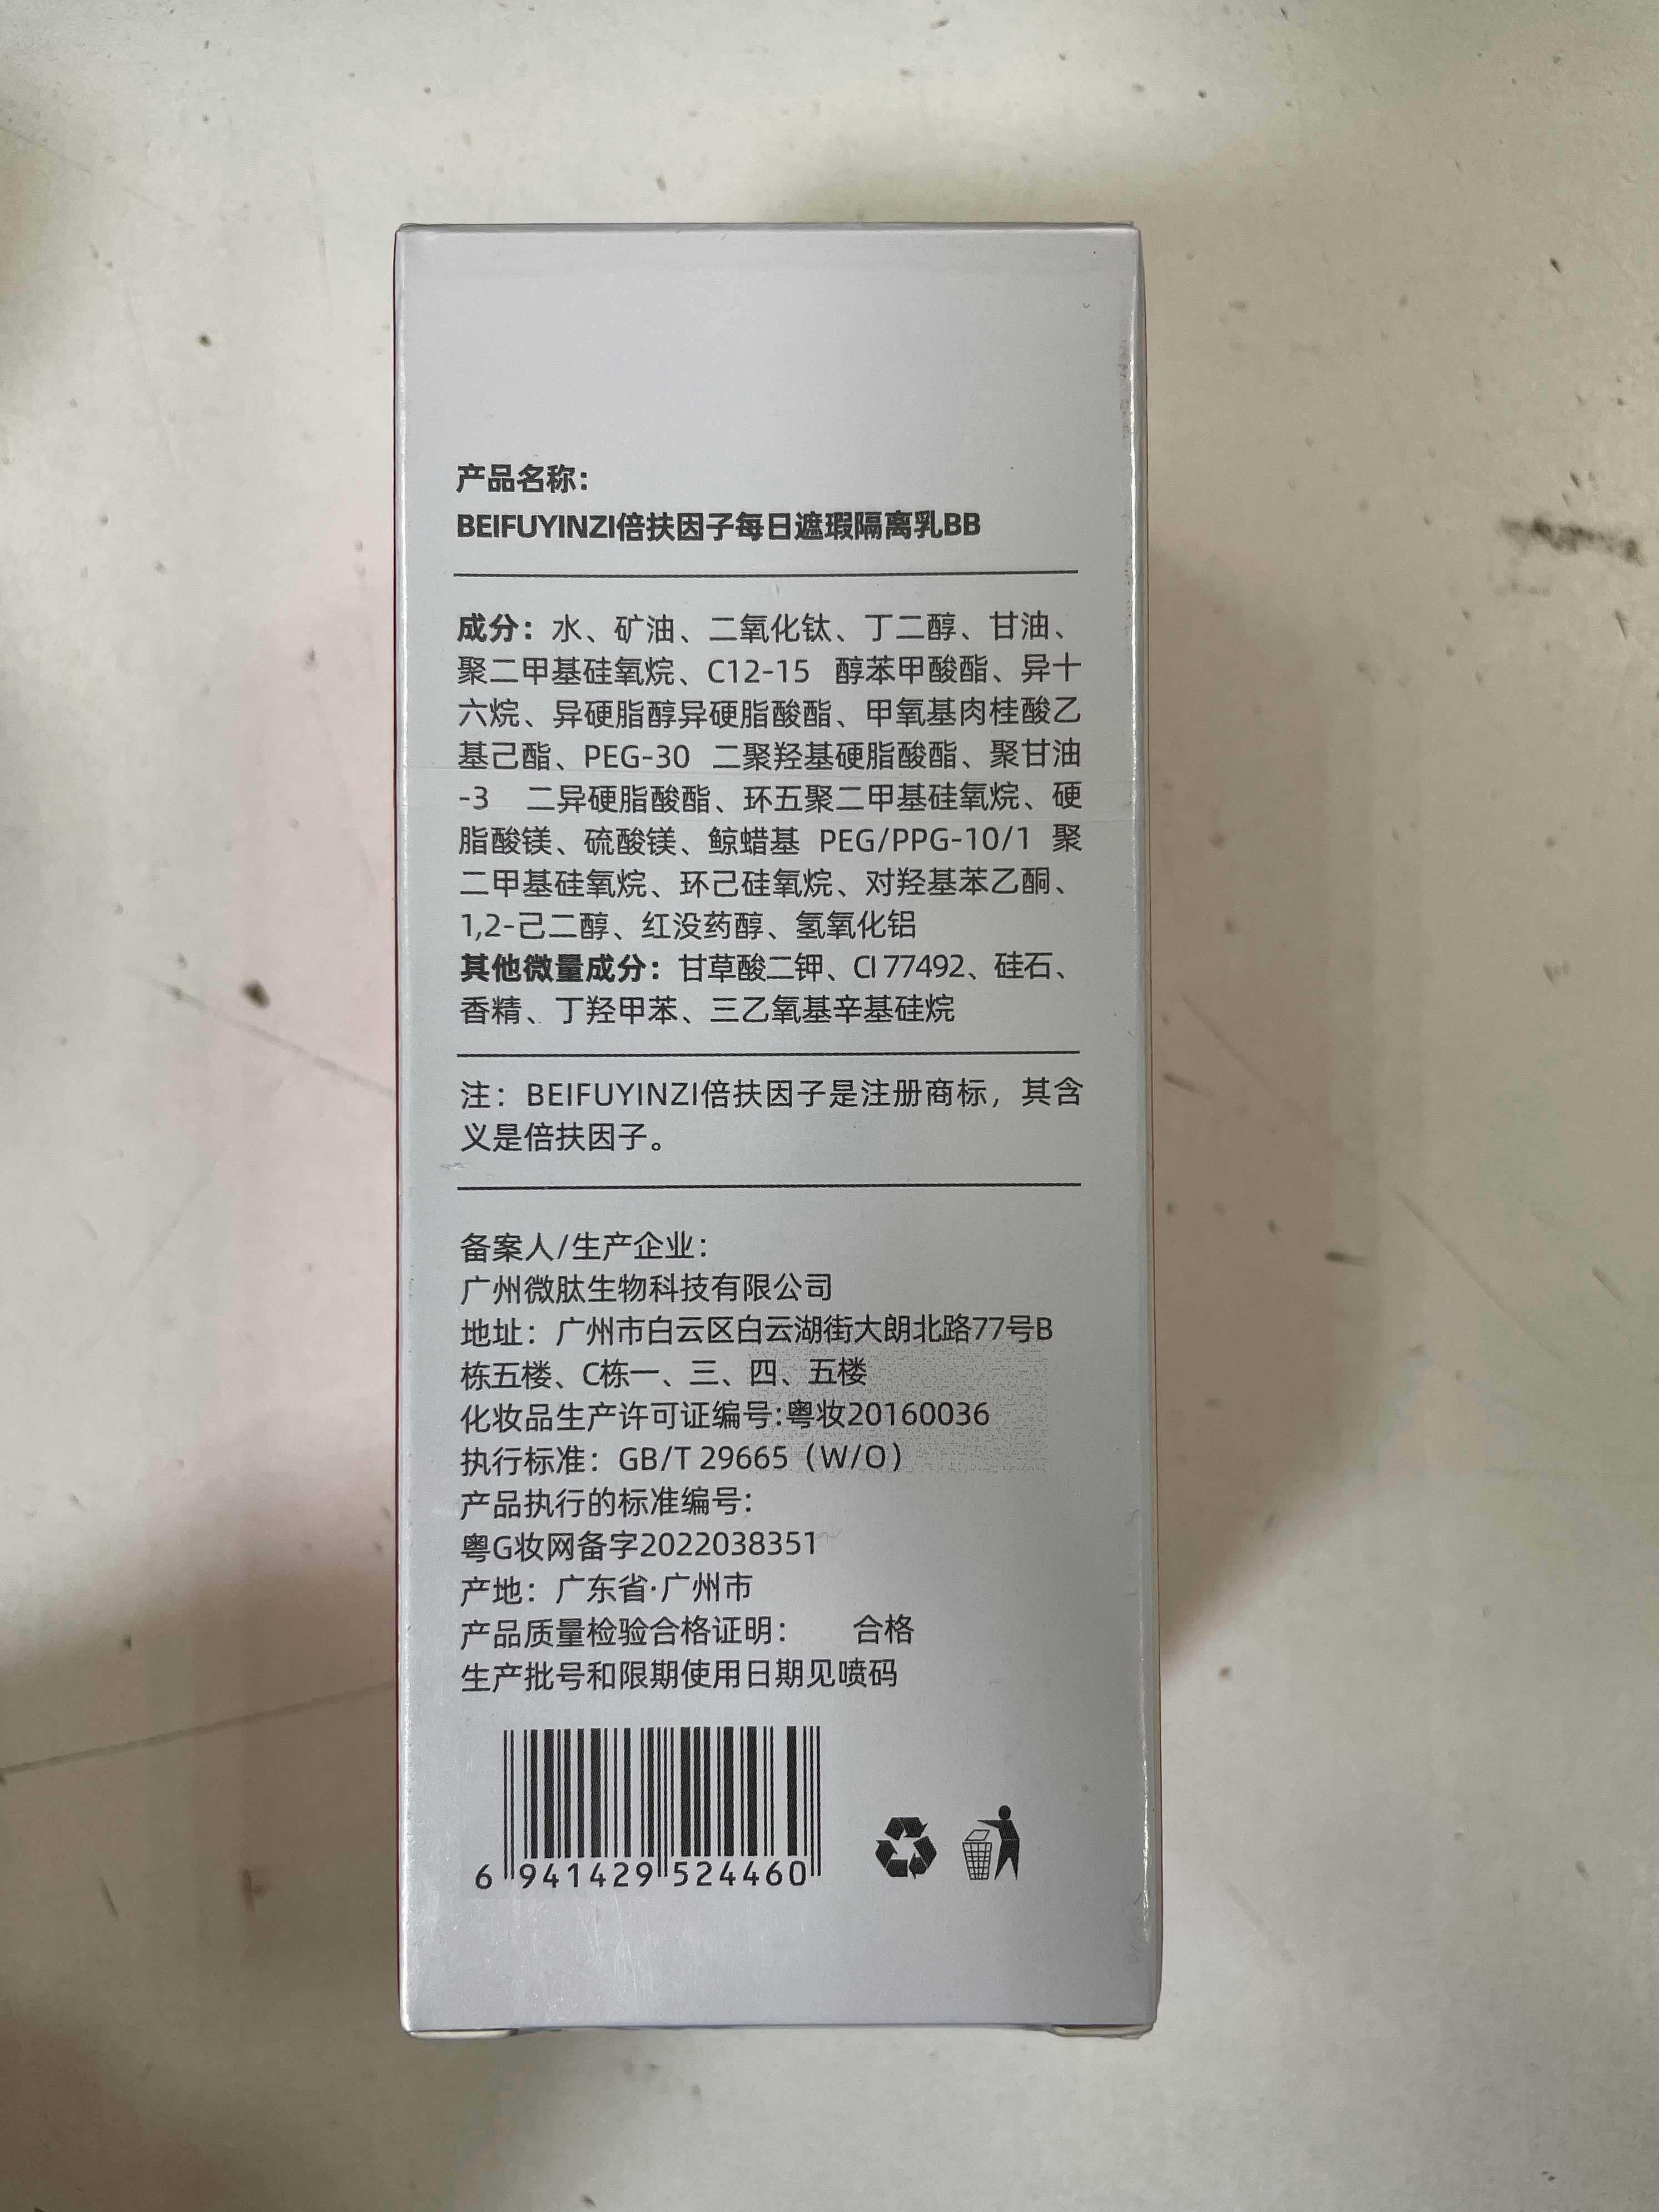 产品名称：
BEIFUYINZI倍扶因子每日遮瑕隔离乳BB
成分：水、矿油、二氧化钛、丁二醇、甘油、
聚二甲基硅氧烷、C12-15 醇苯甲酸酯、异十
六烷、异硬脂醇异硬脂酸酯、甲氧基肉桂酸乙
基己酯、PEG-30 二聚羟基硬脂酸酯、聚甘油
-3 二异硬脂酸酯、环五聚二甲基硅氧烷、硬
脂酸镁、硫酸镁、鲸蜡基 PEG/PPG-10/1 聚
二甲基硅氧烷、环己硅氧烷、对羟基苯乙酮、
1,2-己二醇、红没药醇、氢氧化铝
其他微量成分：甘草酸二钾、CI 77492、硅石、
香精、丁羟甲苯、三乙氧基辛基硅烷
注：BEIFUYINZI倍扶因子是注册商标，其含
义是倍扶因子。
备案人/生产企业：
广州微肽生物科技有限公司
地址：广州市白云区白云湖街大朗北路77号B
栋五楼、C栋一、三、四、五楼
化妆品生产许可证编号：粤妆20160036
执行标准：GB/T 29665（W/O）
产品执行的标准编号：
粤G妆网备字2022038351
产地：广东省·广州市
产品质量检验合格证明： 合格
生产批号和限期使用日期见喷码
6 941429 524460